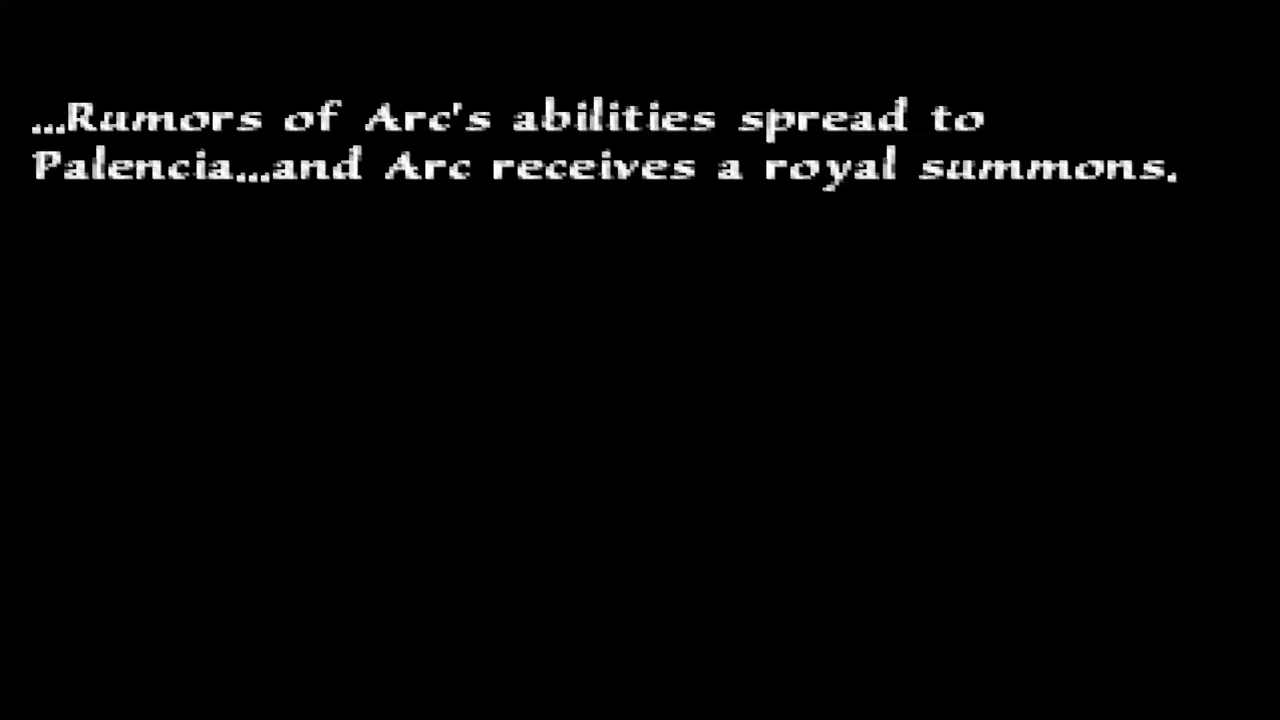 ...Rumors of Arc's abilities spread to
Palencia...and Arc receives a royal summons.